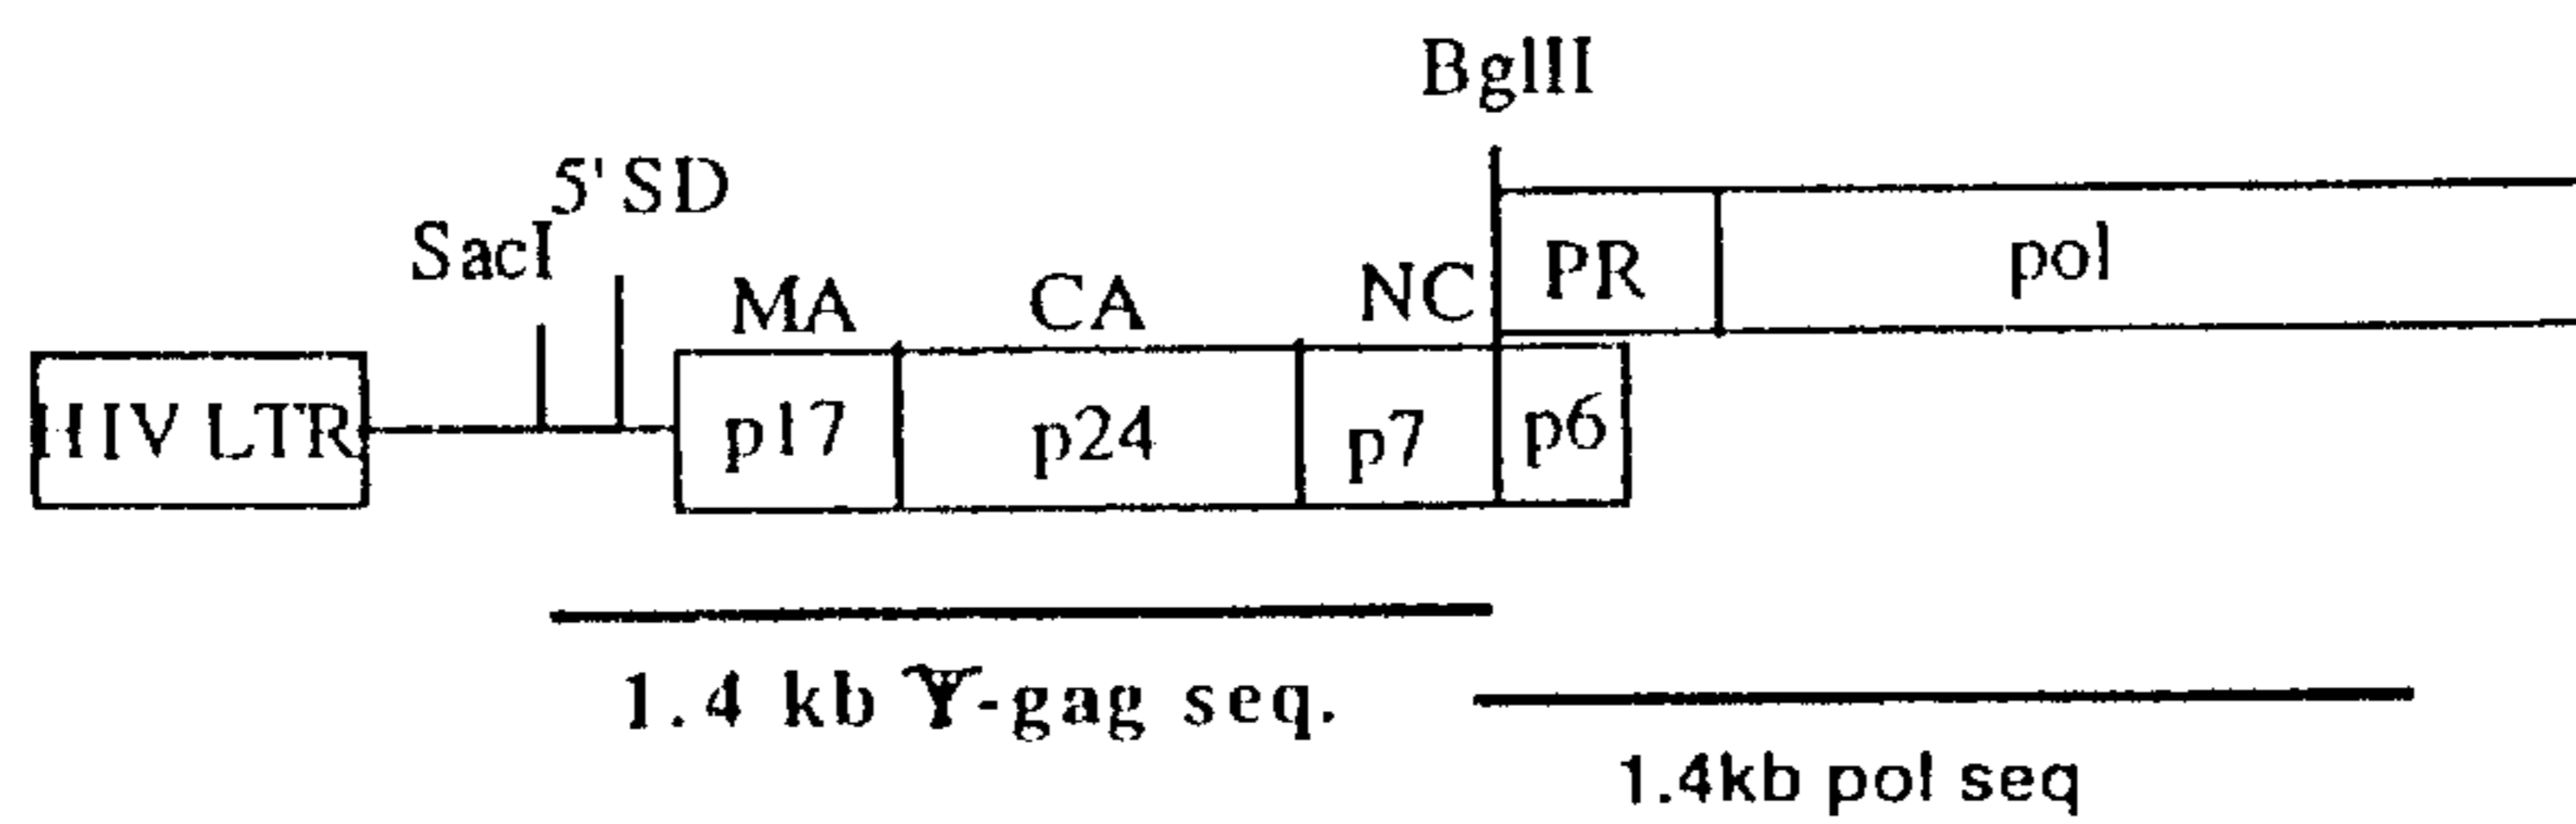 BglII
5' SD
SacI
MA CA NC PR pol
HIV LTR p17 p24 p7 p6
1.4 kb Ψ-gag seq.
1.4kb pol seq